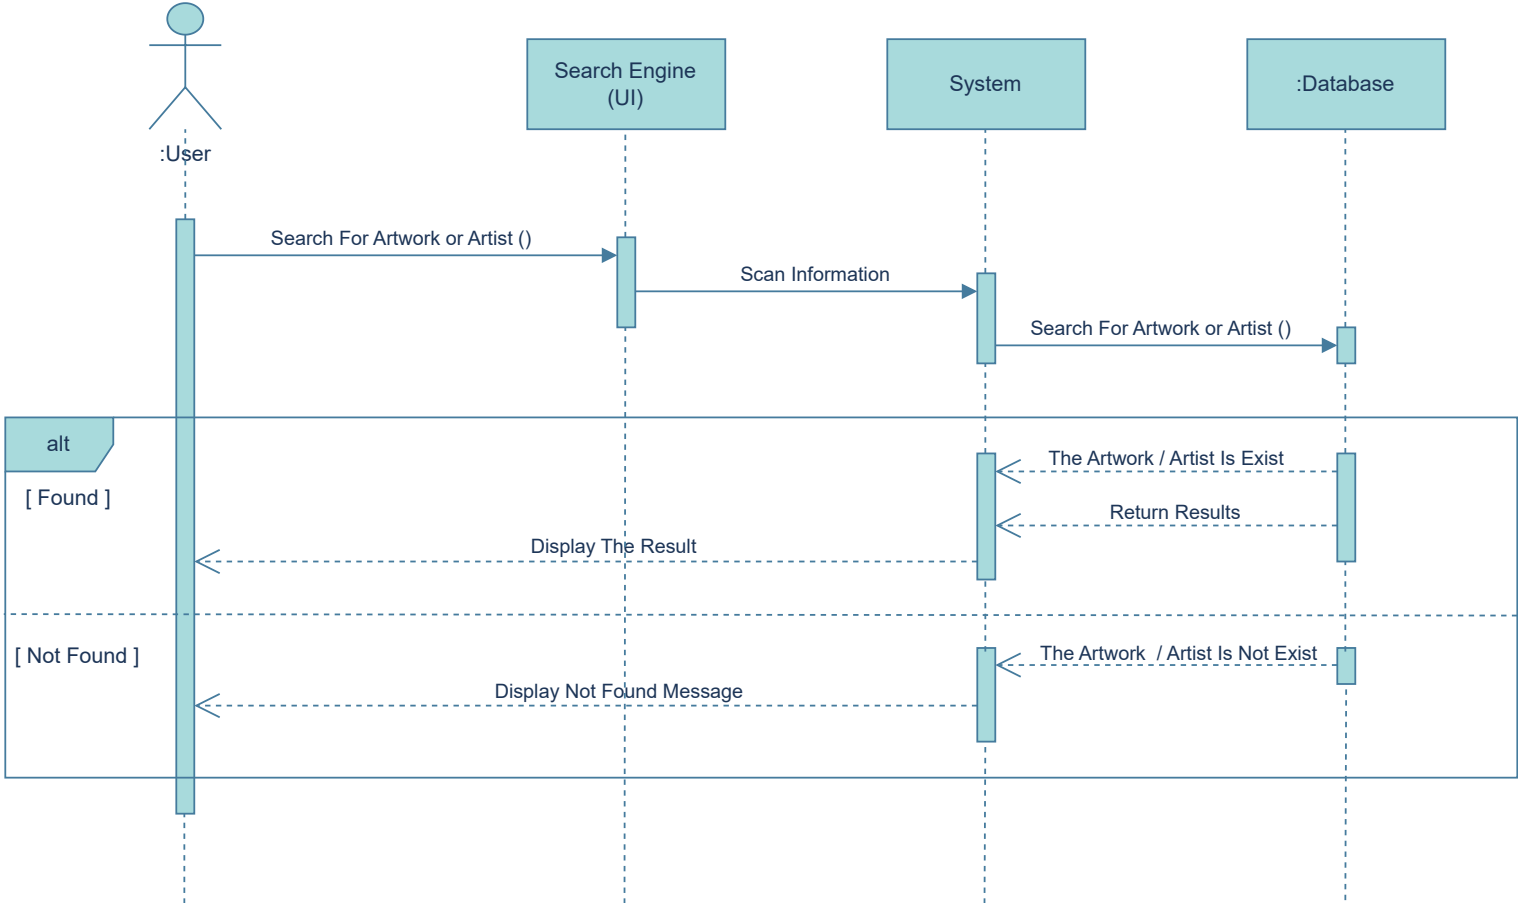 Search Engine
(UI)
System
:Database
:User
Search For Artwork or Artist ()
Scan Information
Search For Artwork or Artist ()
alt
[ Found ]
The Artwork / Artist Is Exist
Return Results
Display The Result
[ Not Found ]
The Artwork  / Artist Is Not Exist
Display Not Found Message